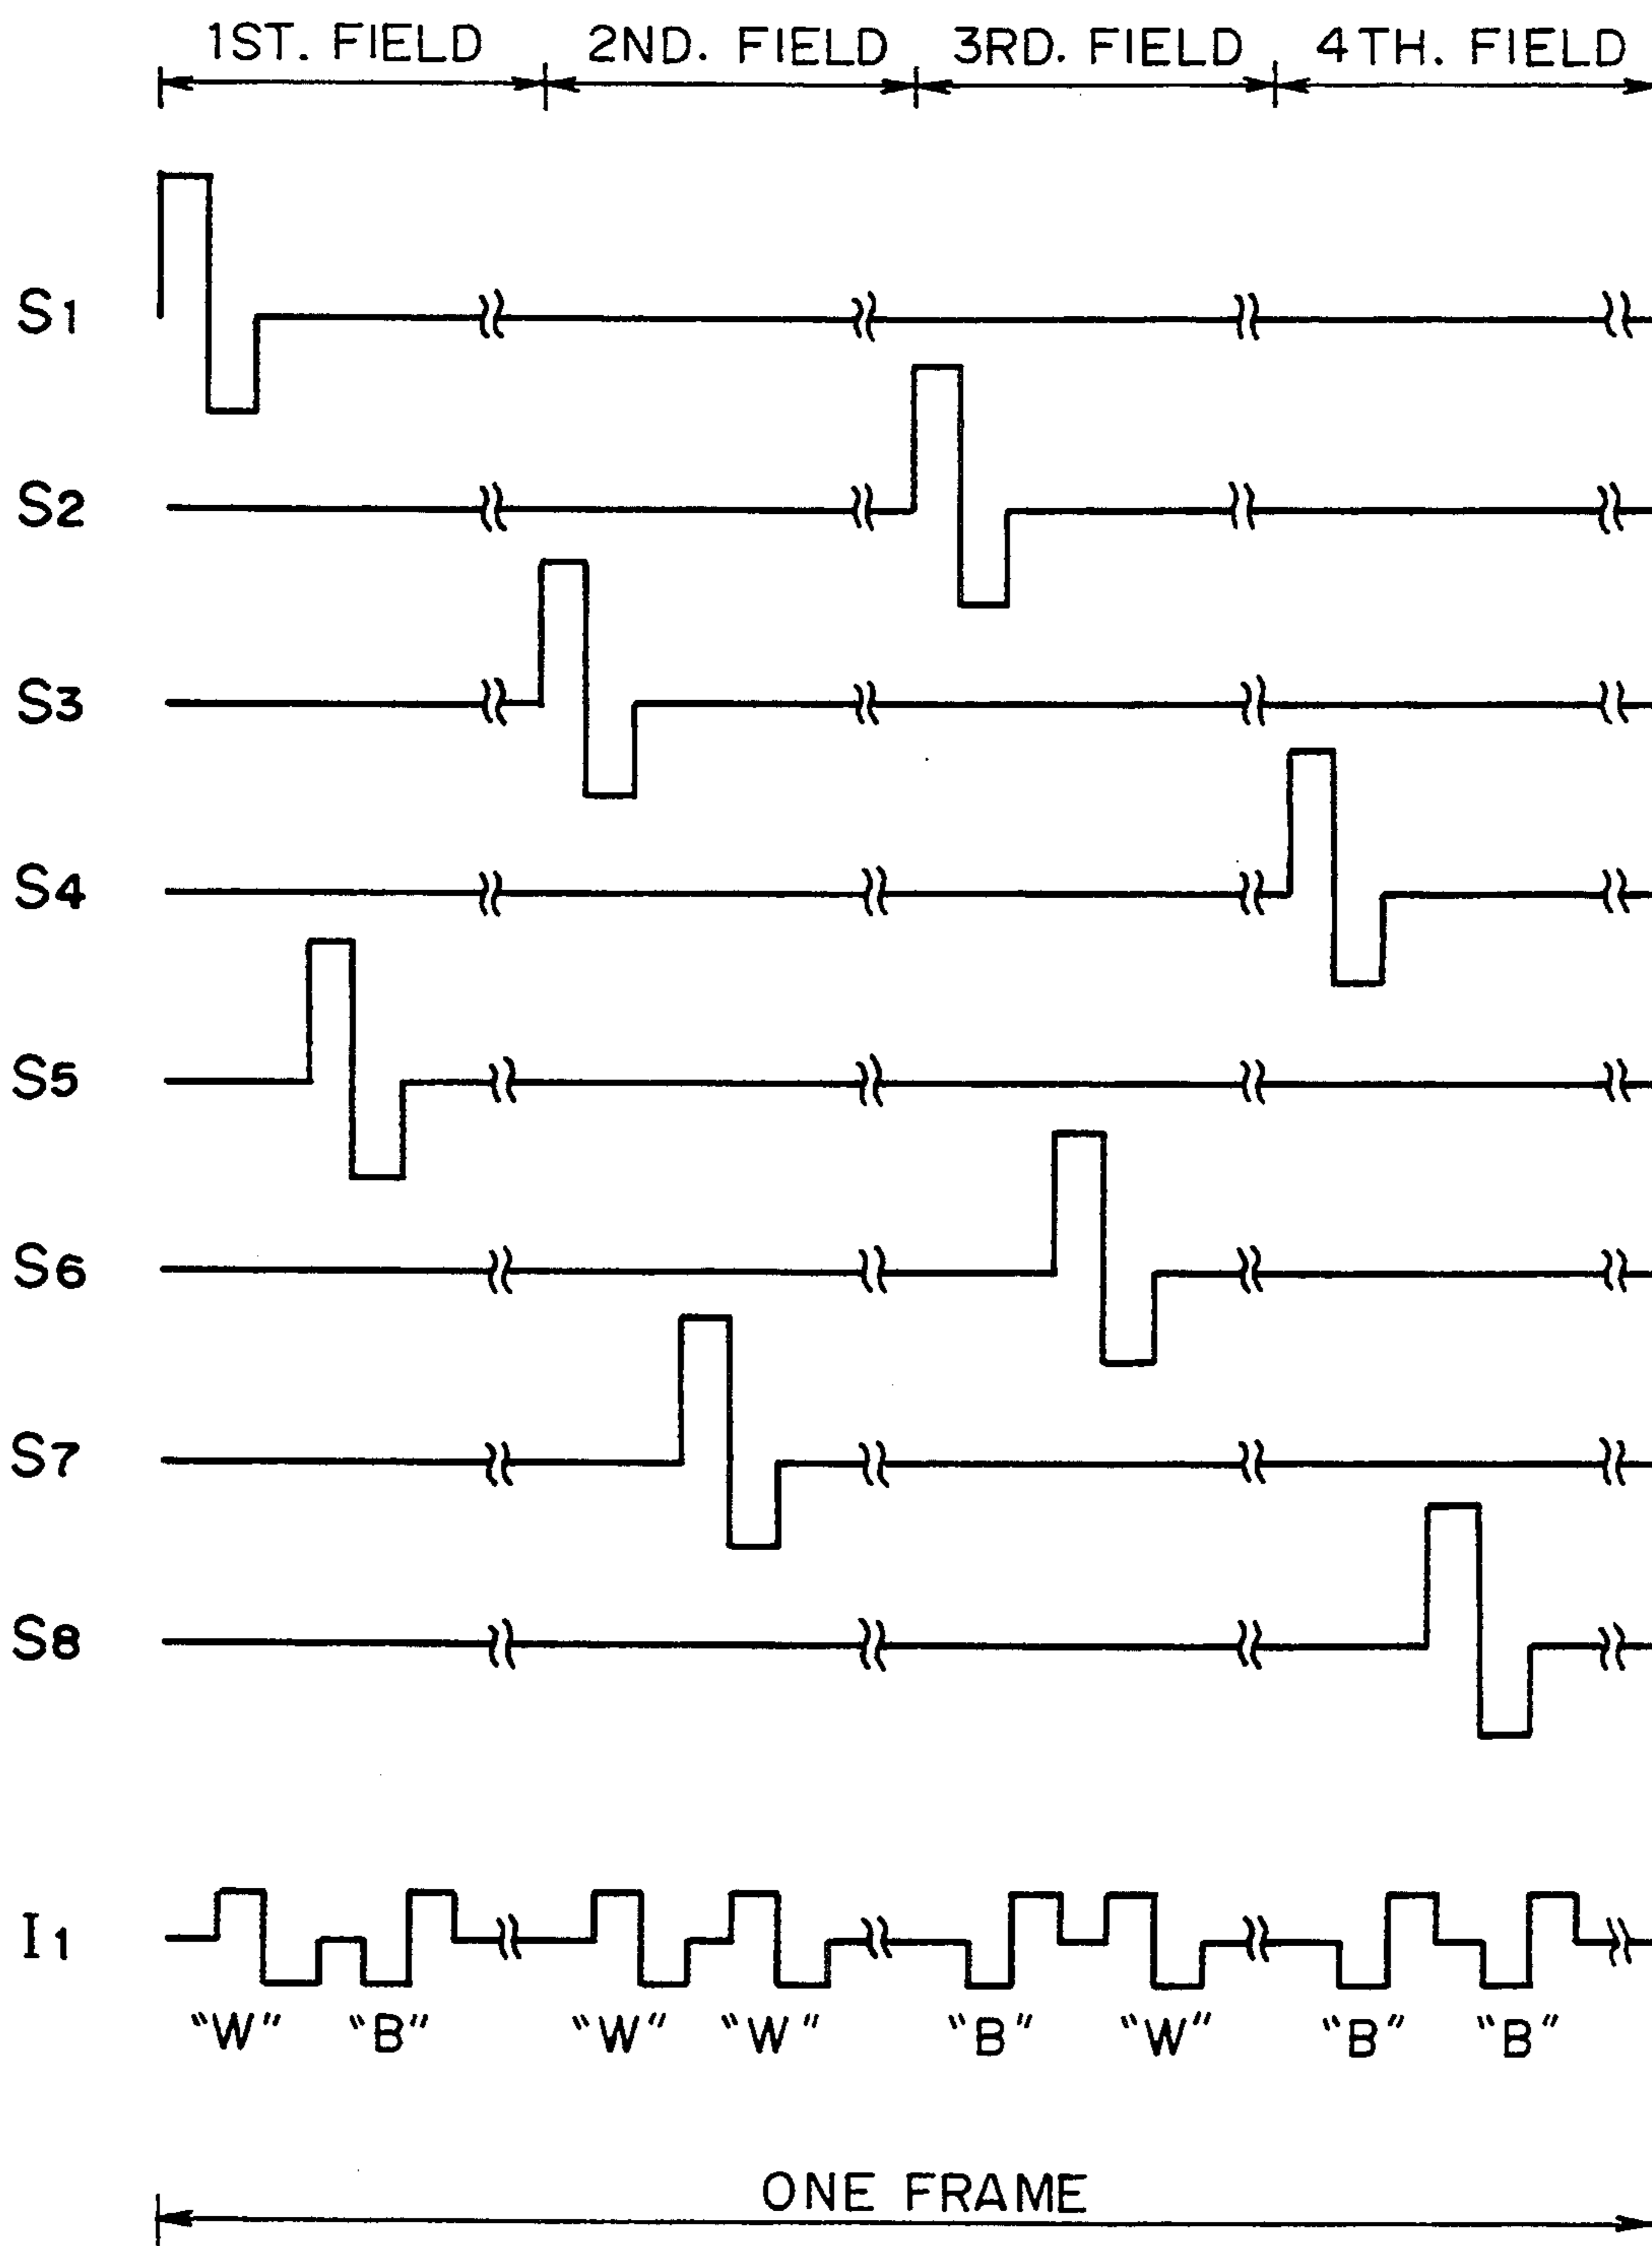 1ST. FIELD 2ND. FIELD 3RD. FIELD 4TH. FIELD
S1
S2
S3
S4
S5
S6
S7
S8
I1
"W" "B" "W" "W" "B" "W" "B" "B"
ONE FRAME